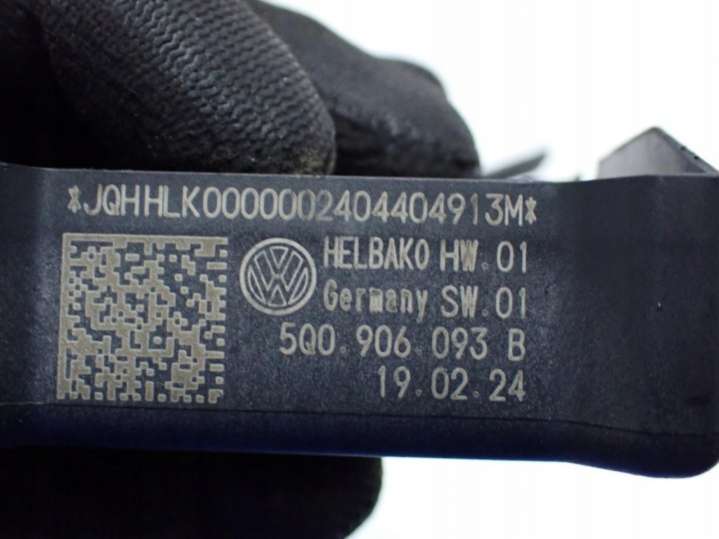 *JQHHLK0000002404404913M*
HELBAKO HW.01
Germany SW.01
5Q0.906.093 B
19.02.24